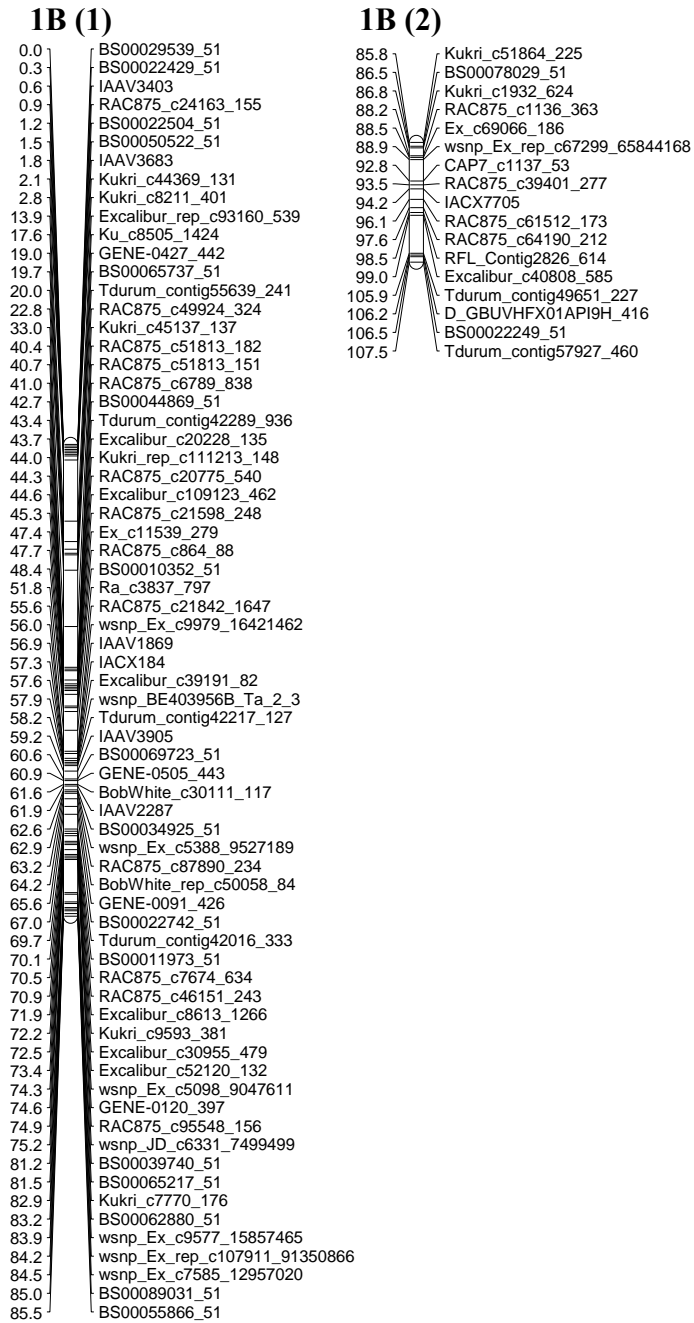 1B (1)
0.0 BS00029539_51
0.3 BS00022429_51
0.6 IAAV3403
0.9 RAC875_c24163_155
1.2 BS00022504_51
1.5 BS00050522_51
1.8 IAAV3683
2.1 Kukri_c44369_131
2.8 Kukri_c8211_401
13.9 Excalibur_rep_c93160_539
17.6 Ku_c8505_1424
19.0 GENE-0427_442
19.7 BS00065737_51
20.0 Tdurum_contig55639_241
22.8 RAC875_c49924_324
33.0 Kukri_c45137_137
40.4 RAC875_c51813_182
40.7 RAC875_c51813_151
41.0 RAC875_c6789_838
42.7 BS00044869_51
43.4 Tdurum_contig42289_936
43.7 Excalibur_c20228_135
44.0 Kukri_rep_c111213_148
44.3 RAC875_c20775_540
44.6 Excalibur_c109123_462
45.3 RAC875_c21598_248
47.4 Ex_c11539_279
47.7 RAC875_c864_88
48.4 BS00010352_51
51.8 Ra_c3837_797
55.6 RAC875_c21842_1647
56.0 wsnp_Ex_c9979_16421462
56.9 IAAV1869
57.3 IACX184
57.6 Excalibur_c39191_82
57.9 wsnp_BE403956B_Ta_2_3
58.2 Tdurum_contig42217_127
59.2 IAAV3905
60.6 BS00069723_51
60.9 GENE-0505_443
61.6 BobWhite_c30111_117
61.9 IAAV2287
62.6 BS00034925_51
62.9 wsnp_Ex_c5388_9527189
63.2 RAC875_c87890_234
64.2 BobWhite_rep_c50058_84
65.6 GENE-0091_426
67.0 BS00022742_51
69.7 Tdurum_contig42016_333
70.1 BS00011973_51
70.5 RAC875_c7674_634
70.9 RAC875_c46151_243
71.9 Excalibur_c8613_1266
72.2 Kukri_c9593_381
72.5 Excalibur_c30955_479
73.4 Excalibur_c52120_132
74.3 wsnp_Ex_c5098_9047611
74.6 GENE-0120_397
74.9 RAC875_c95548_156
75.2 wsnp_JD_c6331_7499499
81.2 BS00039740_51
81.5 BS00065217_51
82.9 Kukri_c7770_176
83.2 BS00062880_51
83.9 wsnp_Ex_c9577_15857465
84.2 wsnp_Ex_rep_c107911_91350866
84.5 wsnp_Ex_c7585_12957020
85.0 BS00089031_51
85.5 BS00055866_51
1B (2)
85.8 Kukri_c51864_225
86.5 BS00078029_51
86.8 Kukri_c1932_624
88.2 RAC875_c1136_363
88.5 Ex_c69066_186
88.9 wsnp_Ex_rep_c67299_65844168
92.8 CAP7_c1137_53
93.5 RAC875_c39401_277
94.2 IACX7705
96.1 RAC875_c61512_173
97.6 RAC875_c64190_212
98.5 RFL_Contig2826_614
99.0 Excalibur_c40808_585
105.9 Tdurum_contig49651_227
106.2 D_GBUVHFX01API9H_416
106.5 BS00022249_51
107.5 Tdurum_contig57927_460